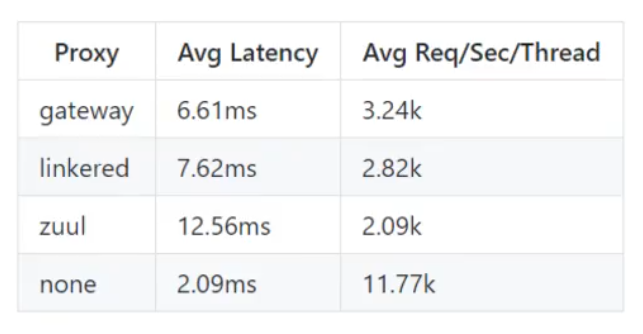 Proxy Avg Latency Avg Req/Sec/Thread
gateway 6.61ms 3.24k
linkered 7.62ms 2.82k
zuul 12.56ms 2.09k
none 2.09ms 11.77k